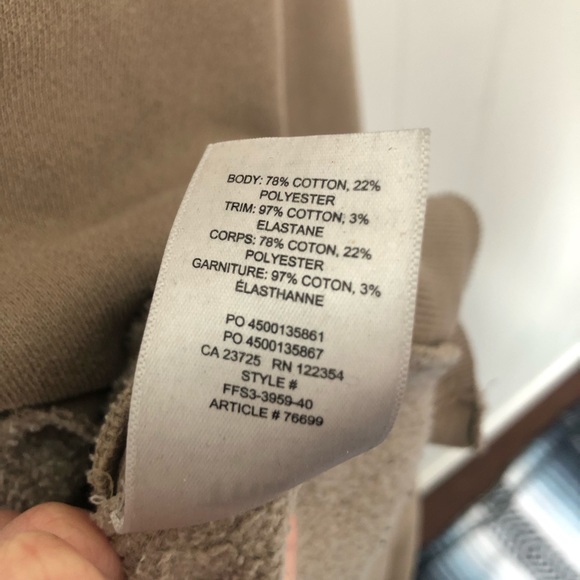 BODY: 78% COTTON, 22%
POLYESTER
TRIM: 97% COTTON, 3%
ELASTANE
CORPS: 78% COTON, 22%
POLYESTER
GARNITURE: 97% COTON, 3%
ÉLASTHANNE
PO 4500135861
PO 4500135867
CA 23725 RN 122354
STYLE #
FFS3-3959-40
ARTICLE # 76699